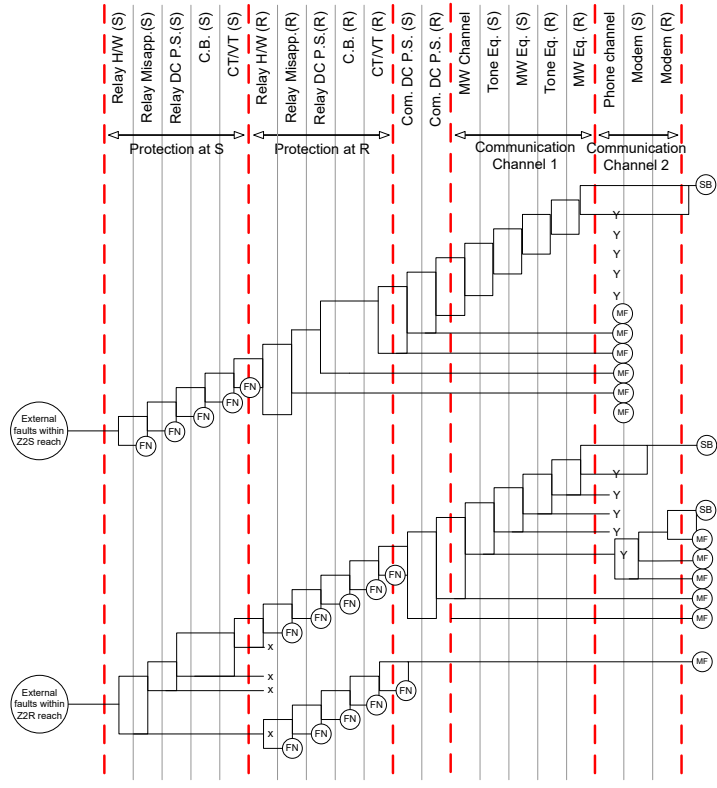 Relay H/W (S)
Relay Misapp.(S)
Relay DC P.S.(S)
C.B. (S)
CT/VT (S)
Relay H/W (R)
Relay Misapp.(R)
Relay DC P.S.(R)
C.B. (R)
CT/VT (R)
Com. DC P.S. (S)
Com. DC P.S. (R)
MW Channel
Tone Eq. (S)
MW Eq. (S)
Tone Eq. (R)
MW Eq. (R)
Phone channel
Modem (S)
Modem (R)
Protection at S
Protection at R
Communication
Channel 1
Communication
Channel 2
SB
Y
Y
Y
Y
Y
MF
MF
MF
MF
MF
MF
FN
FN
FN
FN
FN
External
faults within
Z2S reach
SB
Y
Y
Y
Y
Y
SB
MF
MF
MF
MF
MF
FN
FN
FN
FN
FN
x
x
x
MF
External
faults within
Z2R reach
x
FN
FN
FN
FN
FN